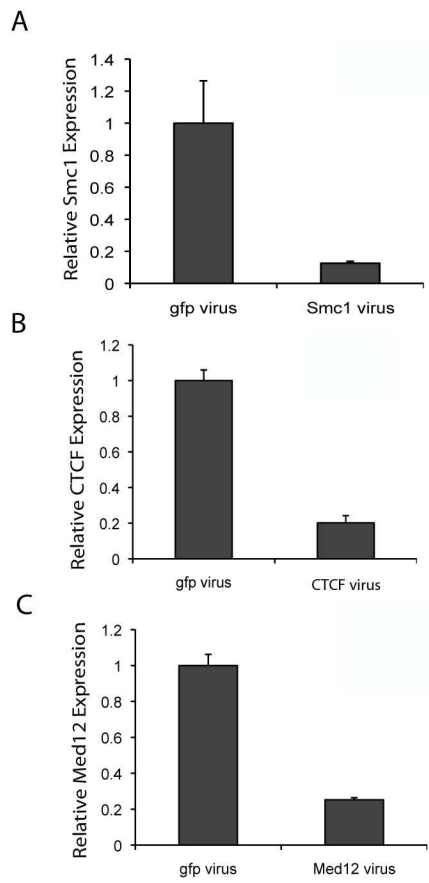 A
Relative Smc1 Expression
1.4
1.2
1
0.8
0.6
0.4
0.2
0
gfp virus Smc1 virus
B
Relative CTCF Expression
1.2
1
0.8
0.6
0.4
0.2
0
gfp virus CTCF virus
C
Relative Med12 Expression
1.2
1
0.8
0.6
0.4
0.2
0
gfp virus Med12 virus